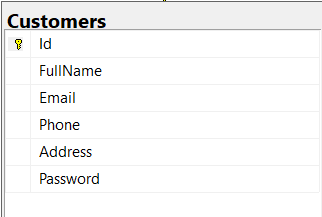 Customers
Id
FullName
Email
Phone
Address
Password